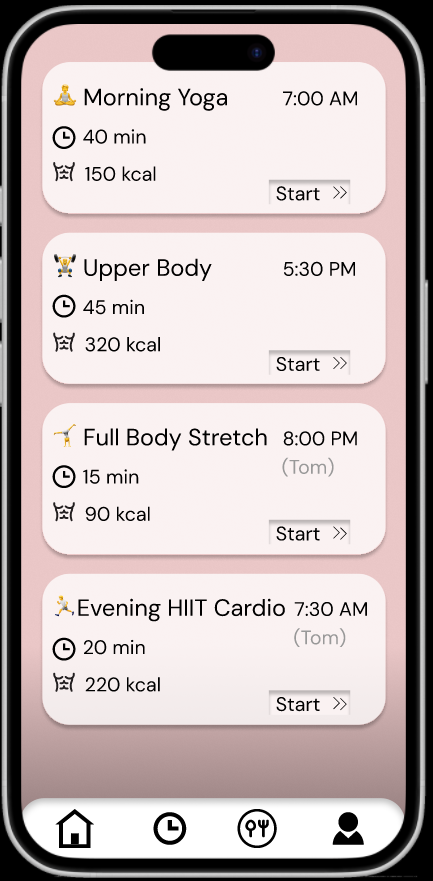 Morning Yoga 7:00 AM
40 min
150 kcal
Start >>
Upper Body 5:30 PM
45 min
320 kcal
Start >>
Full Body Stretch 8:00 PM
(Tom)
15 min
90 kcal
Start >>
Evening HIIT Cardio 7:30 AM
(Tom)
20 min
220 kcal
Start >>